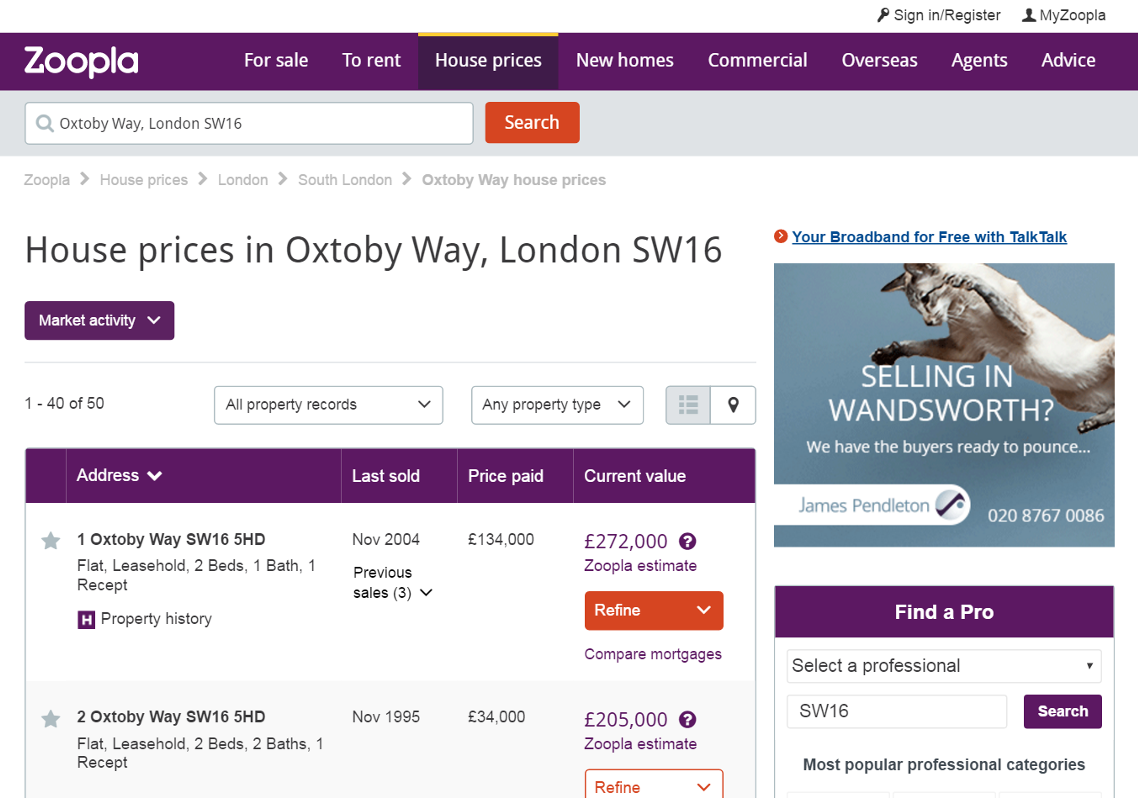 Sign in/Register MyZoopla
Zoopla For sale To rent House prices New homes Commercial Overseas Agents Advice
Oxtoby Way, London SW16 Search
Zoopla House prices London South London Oxtoby Way house prices
House prices in Oxtoby Way, London SW16
Market activity
1 - 40 of 50 All property records Any property type
Address Last sold Price paid Current value
1 Oxtoby Way SW16 5HD Nov 2004 £134,000 £272,000 ?
Flat, Leasehold, 2 Beds, 1 Bath, 1 Zoopla estimate
Recept Previous
sales (3)
H Property history Refine
Compare mortgages
2 Oxtoby Way SW16 5HD Nov 1995 £34,000 £205,000 ?
Flat, Leasehold, 2 Beds, 2 Baths, 1 Zoopla estimate
Recept
Refine
Your Broadband for Free with TalkTalk
SELLING IN
WANDSWORTH?
We have the buyers ready to pounce...
James Pendleton 020 8767 0086
Find a Pro
Select a professional
SW16 Search
Most popular professional categories